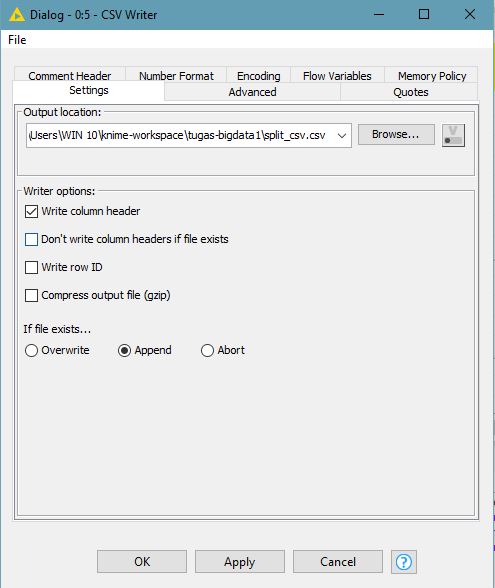 Dialog - 0:5 - CSV Writer
File
Comment Header Number Format Encoding Flow Variables Memory Policy
Settings Advanced Quotes
Output location:
\Users\WIN 10\knime-workspace\tugas-bigdata1\split_csv.csv Browse... V
Writer options:
Write column header
Don't write column headers if file exists
Write row ID
Compress output file (gzip)
If file exists...
Overwrite Append Abort
OK Apply Cancel ?